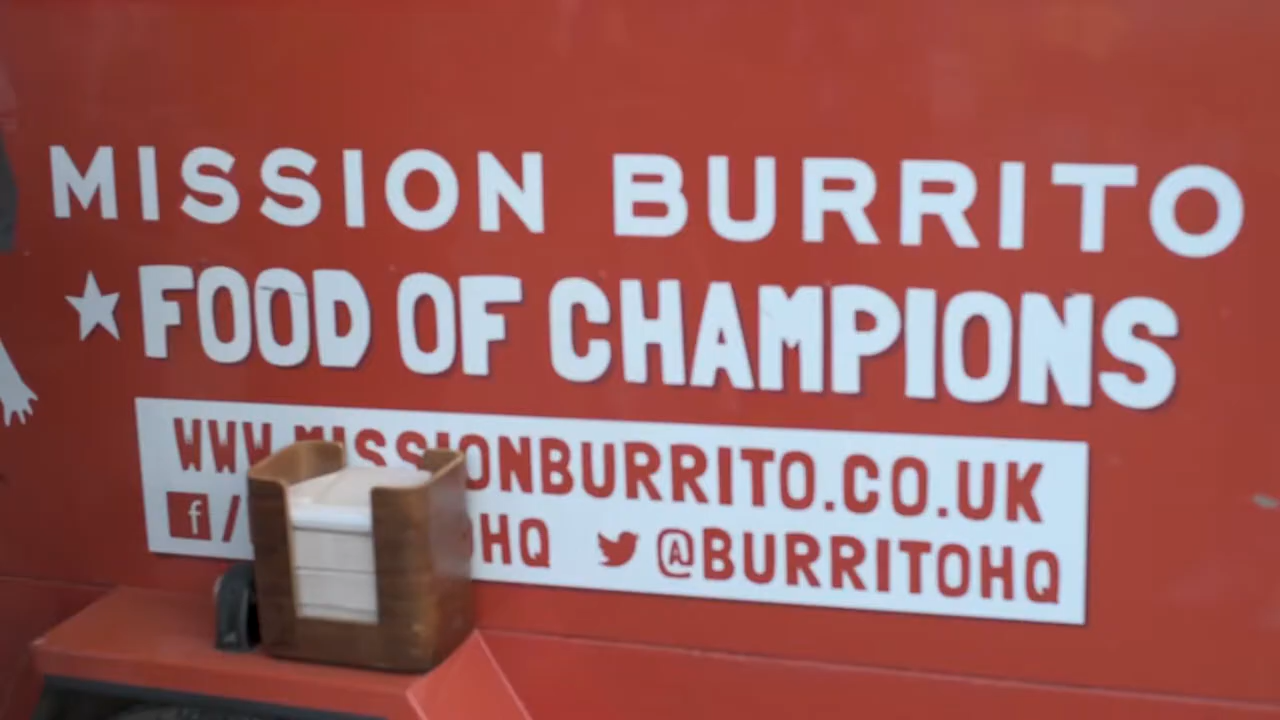 MISSION BURRITO
FOOD OF CHAMPIONS
WWW.MISSIONBURRITO.CO.UK
f/ HQ @BURRITOHQ